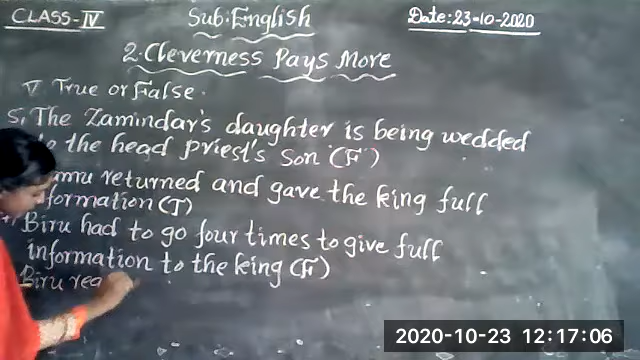 CLASS-IV
Sub:English
Date:23-10-2020
2.Cleverness Pays More
V. True or False.
5. The Zamindar's daughter is being wedded
the head priest's son (F)
returned and gave the king full
formation (T)
Biru had to go four times to give full
information to the king (F)
Biru rea
2020-10-23 12:17:06